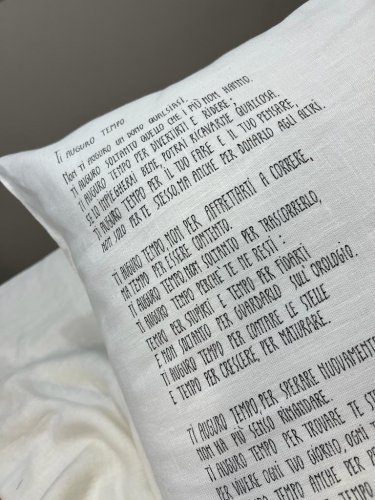 TI AUGURO TEMPO
NON TI AUGURO UN DONO QUALSIASI,
TI AUGURO SOLTANTO QUELLO CHE I PIÙ NON HANNO.
TI AUGURO TEMPO PER DIVERTIRTI E RIDERE;
SE LO IMPIEGHERAI BENE, POTRAI RICAVARNE QUALCOSA.
TI AUGURO TEMPO PER IL TUO FARE E IL TUO PENSARE,
NON SOLO PER TE STESSO, MA ANCHE PER DONARLO AGLI ALTRI.
TI AUGURO TEMPO, NON PER AFFRETTARTI A CORRERE,
MA TEMPO PER ESSERE CONTENTO.
TI AUGURO TEMPO, NON SOLTANTO PER TRASCORRERLO,
TI AUGURO TEMPO PERCHÉ TE NE RESTI:
TEMPO PER STUPIRTI E TEMPO PER FIDARTI
E NON SOLTANTO PER GUARDARLO SULL'OROLOGIO.
TI AUGURO TEMPO PER CONTARE LE STELLE
E TEMPO PER CRESCERE, PER MATURARE.
TI AUGURO TEMPO, PER SPERARE NUOVAMENTE
NON HA PIÙ SENSO RIMANDARE.
TI AUGURO TEMPO PER TROVARE TE
PER VIVERE OGNI TUO GIORNO, OGNI
TI AUGURO TEMPO ANCHE PER